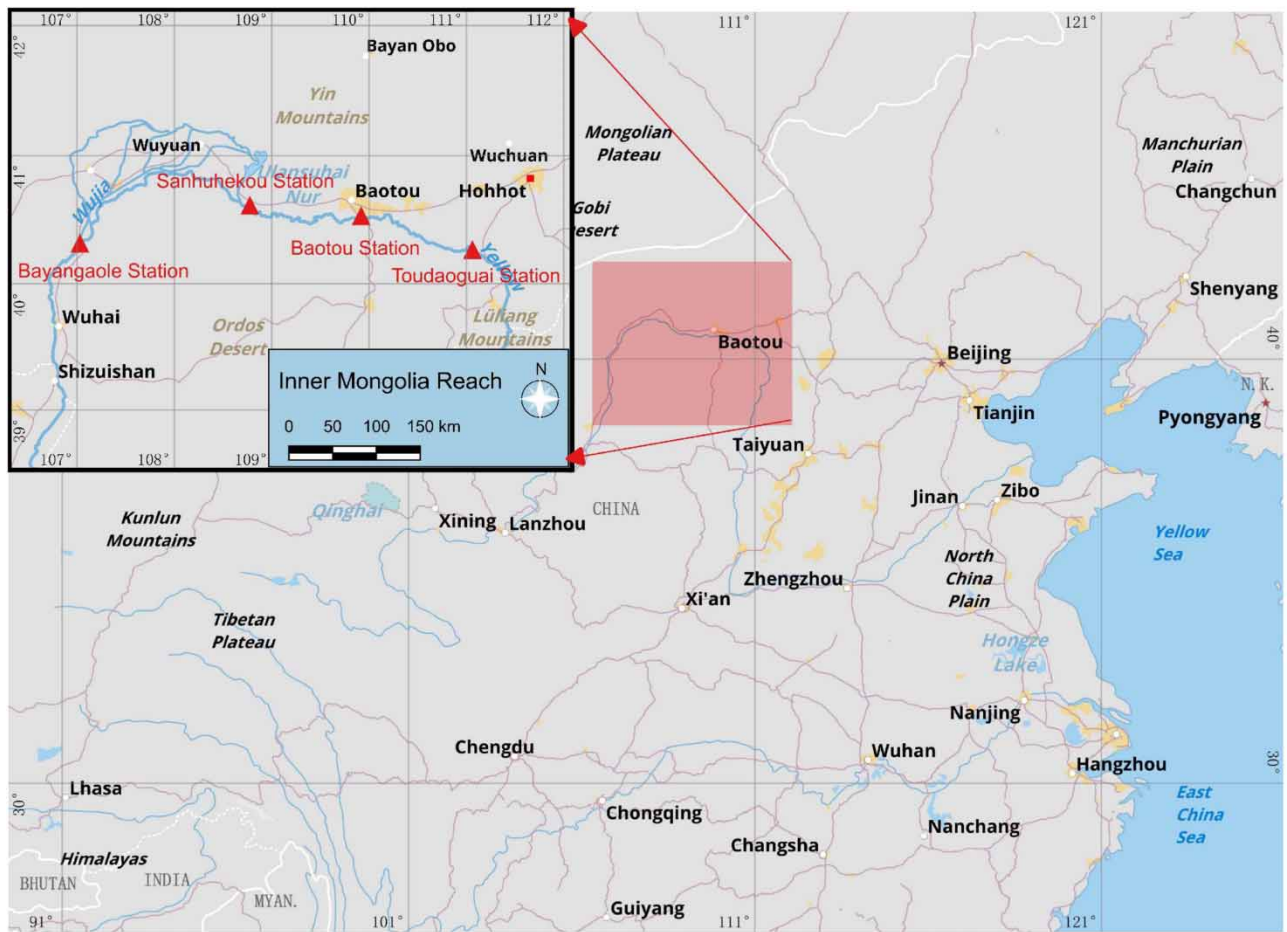 107°
108°
109°
110°
111°
112°
111°
121°
42°
Bayan Obo
Yin
Mountains
Mongolian
Plateau
Manchurian
Plain
Changchun
Wuyuan
Wuchuan
41°
Ulansuhai
Nur
Sanhuhekou Station
Baotou
Hohhot
Wujia
Gobi
Desert
Baotou Station
Yellow
Bayangaole Station
Toudaoguai Station
Shenyang
40°
Wuhai
Ordos
Desert
Lüliang
Mountains
Baotou
Beijing
40°
Shizuishan
Inner Mongolia Reach
N
0 50 100 150 km
Tianjin
N.K.
Pyongyang
39°
107°
108°
109°
Taiyuan
Qinghai
Xining
Lanzhou
CHINA
Jinan
Zibo
Kunlun
Mountains
Yellow
Sea
North
China
Plain
Zhengzhou
Xi'an
Tibetan
Plateau
Hongze
Lake
Nanjing
Chengdu
Wuhan
Hangzhou
30°
30°
Lhasa
Chongqing
East
China
Sea
Nanchang
Changsha
Himalayas
BHUTAN
INDIA
MYAN.
Guiyang
91°
101°
111°
121°